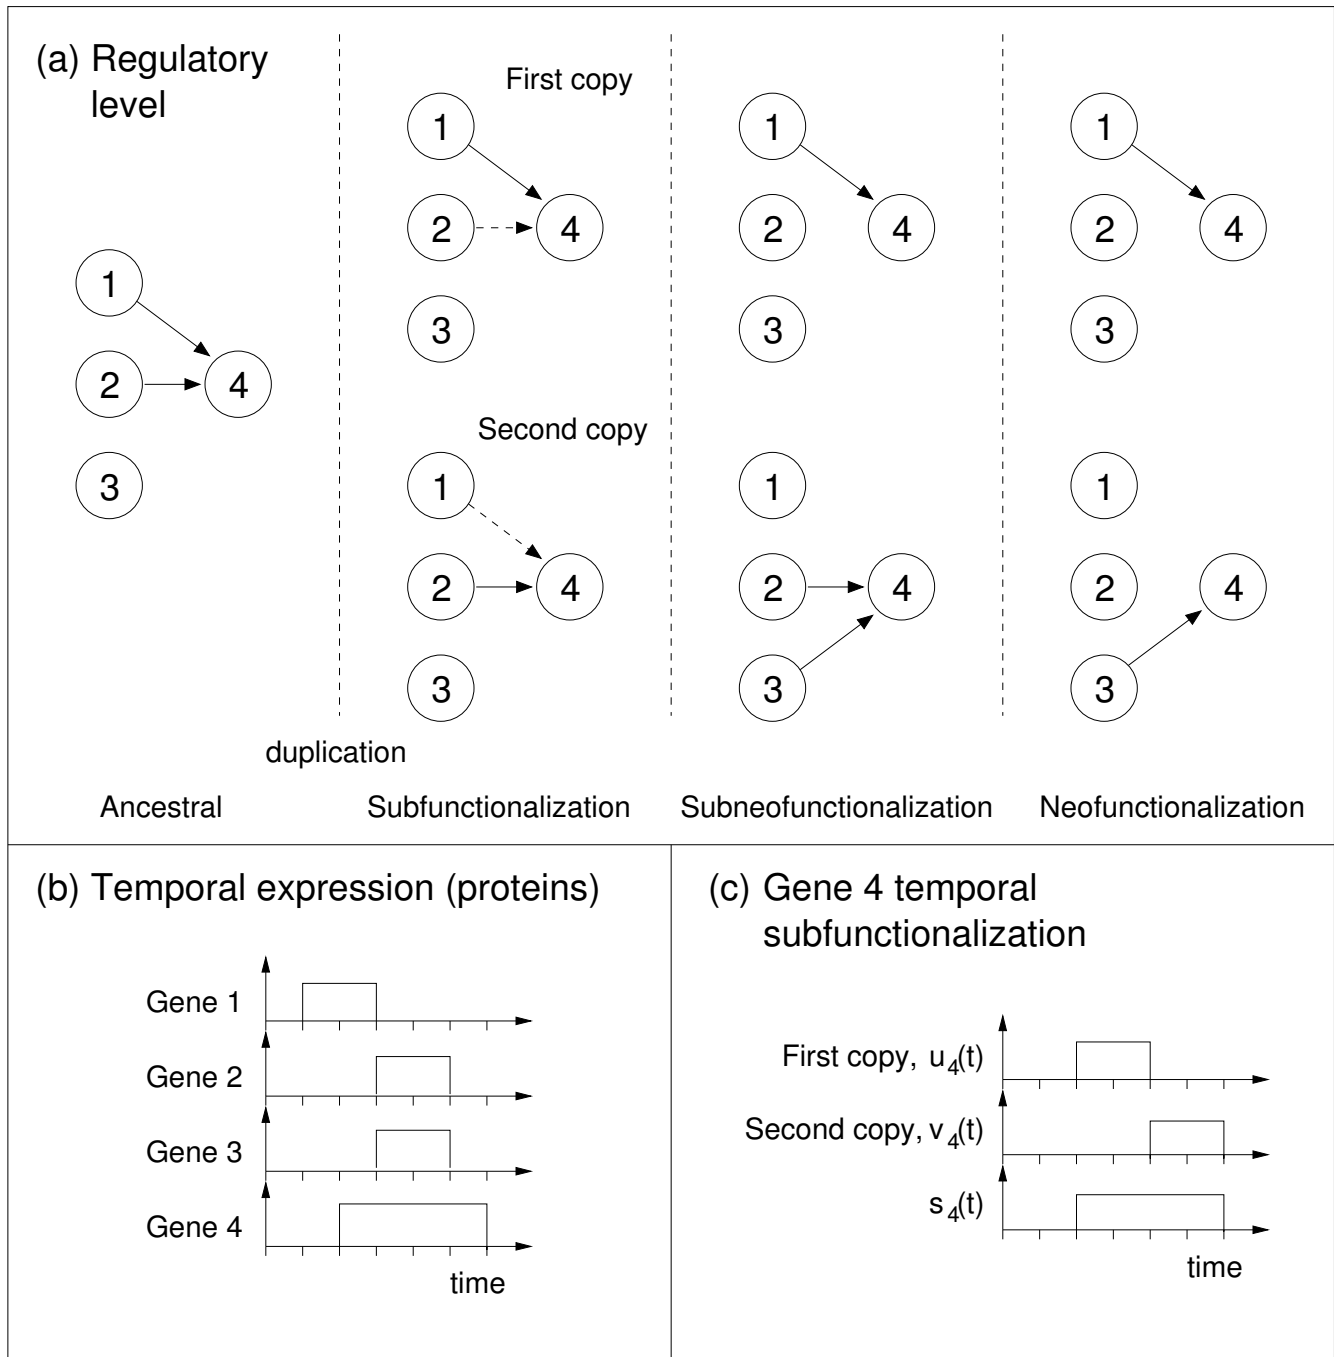 (a) Regulatory
level
First copy
1
2
4
3
1
2
4
3
1
2
4
3
1
2
4
3
Second copy
1
2
4
3
1
2
4
3
1
2
4
3
duplication
Ancestral
Subfunctionalization
Subneofunctionalization
Neofunctionalization
(b) Temporal expression (proteins)
Gene 1
Gene 2
Gene 3
Gene 4
time
(c) Gene 4 temporal
subfunctionalization
First copy, u4(t)
Second copy, v4(t)
s4(t)
time